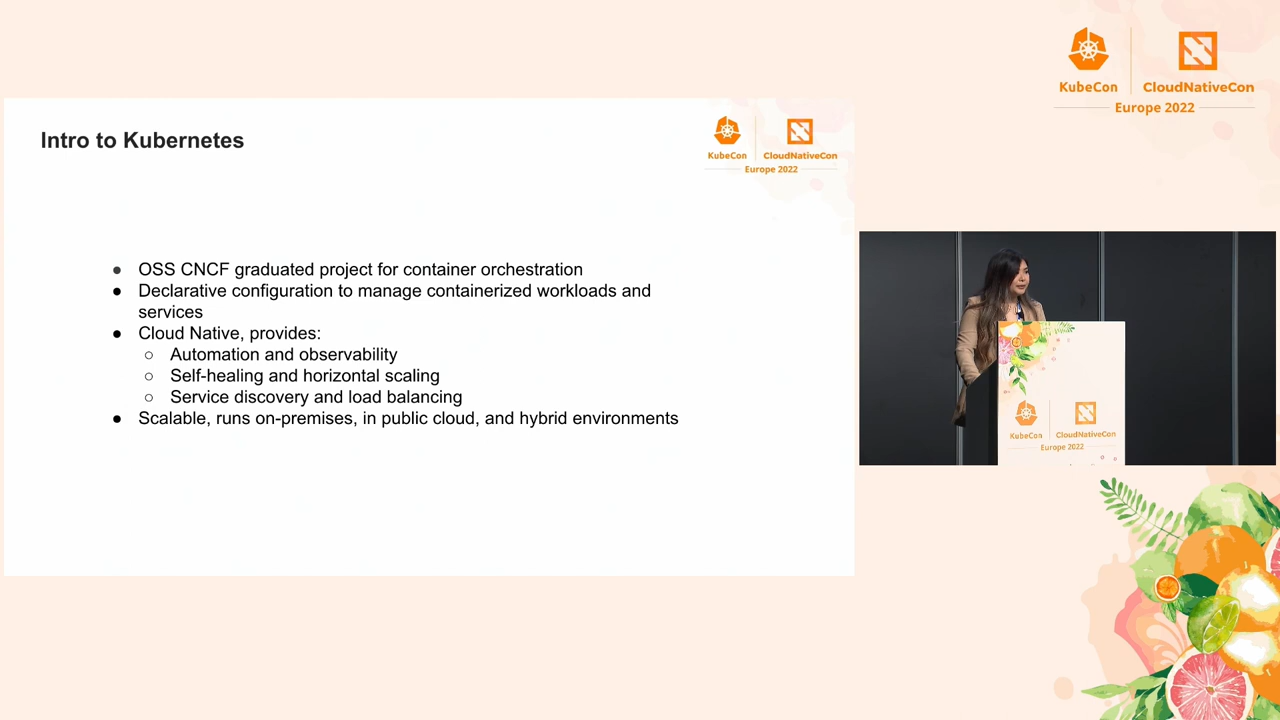 KubeCon
CloudNativeCon
Europe 2022
Intro to Kubernetes
KubeCon
CloudNativeCon
Europe 2022
● OSS CNCF graduated project for container orchestration
● Declarative configuration to manage containerized workloads and
services
● Cloud Native, provides:
○ Automation and observability
○ Self-healing and horizontal scaling
○ Service discovery and load balancing
● Scalable, runs on-premises, in public cloud, and hybrid environments
KubeCon
CloudNativeCon
Europe 2022